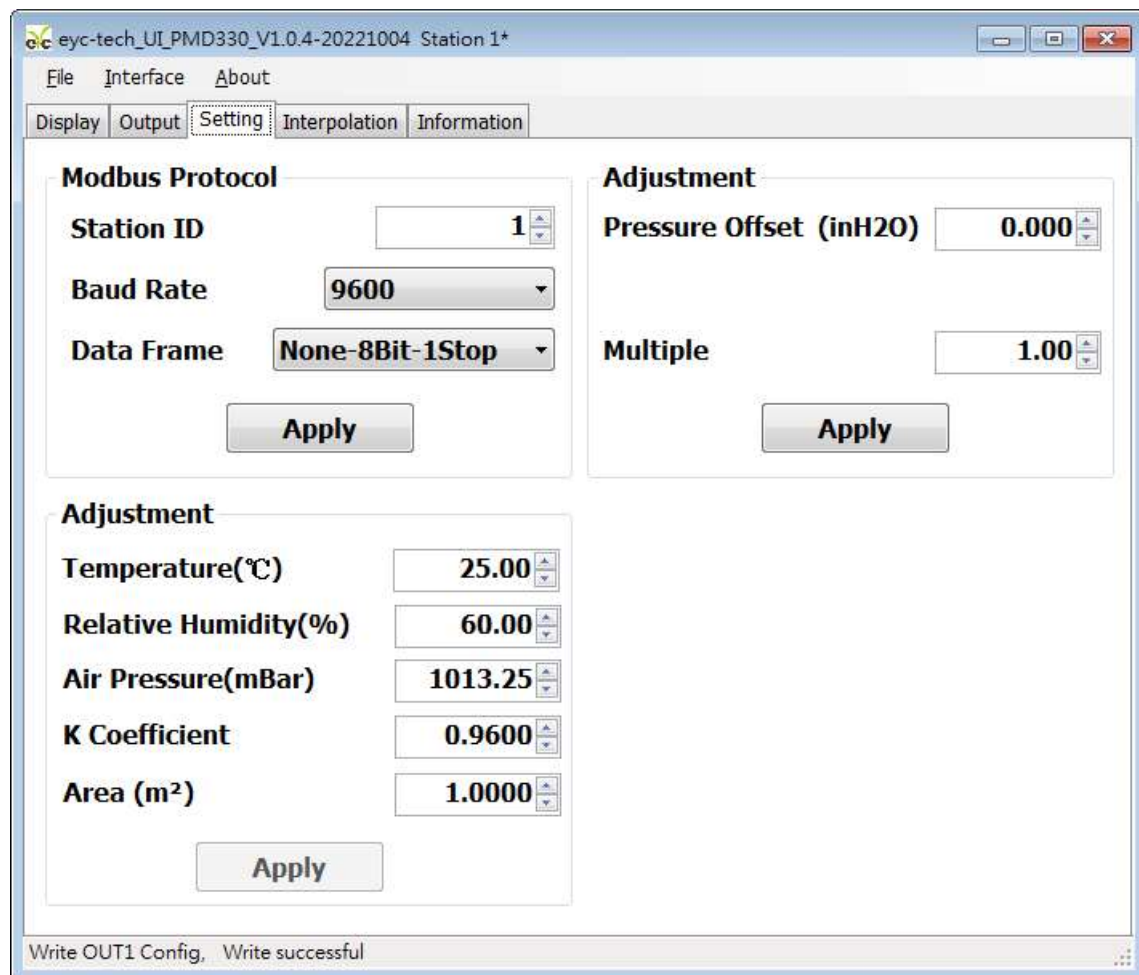 eyc-tech_UI_PMD330_V1.0.4-20221004 Station 1*
File Interface About
Display Output Setting Interpolation Information
Modbus Protocol
Station ID 1
Baud Rate 9600
Data Frame None-8Bit-1Stop
Apply
Adjustment
Pressure Offset (inH2O) 0.000
Multiple 1.00
Apply
Adjustment
Temperature(℃) 25.00
Relative Humidity(%) 60.00
Air Pressure(mBar) 1013.25
K Coefficient 0.9600
Area (m²) 1.0000
Apply
Write OUT1 Config, Write successful